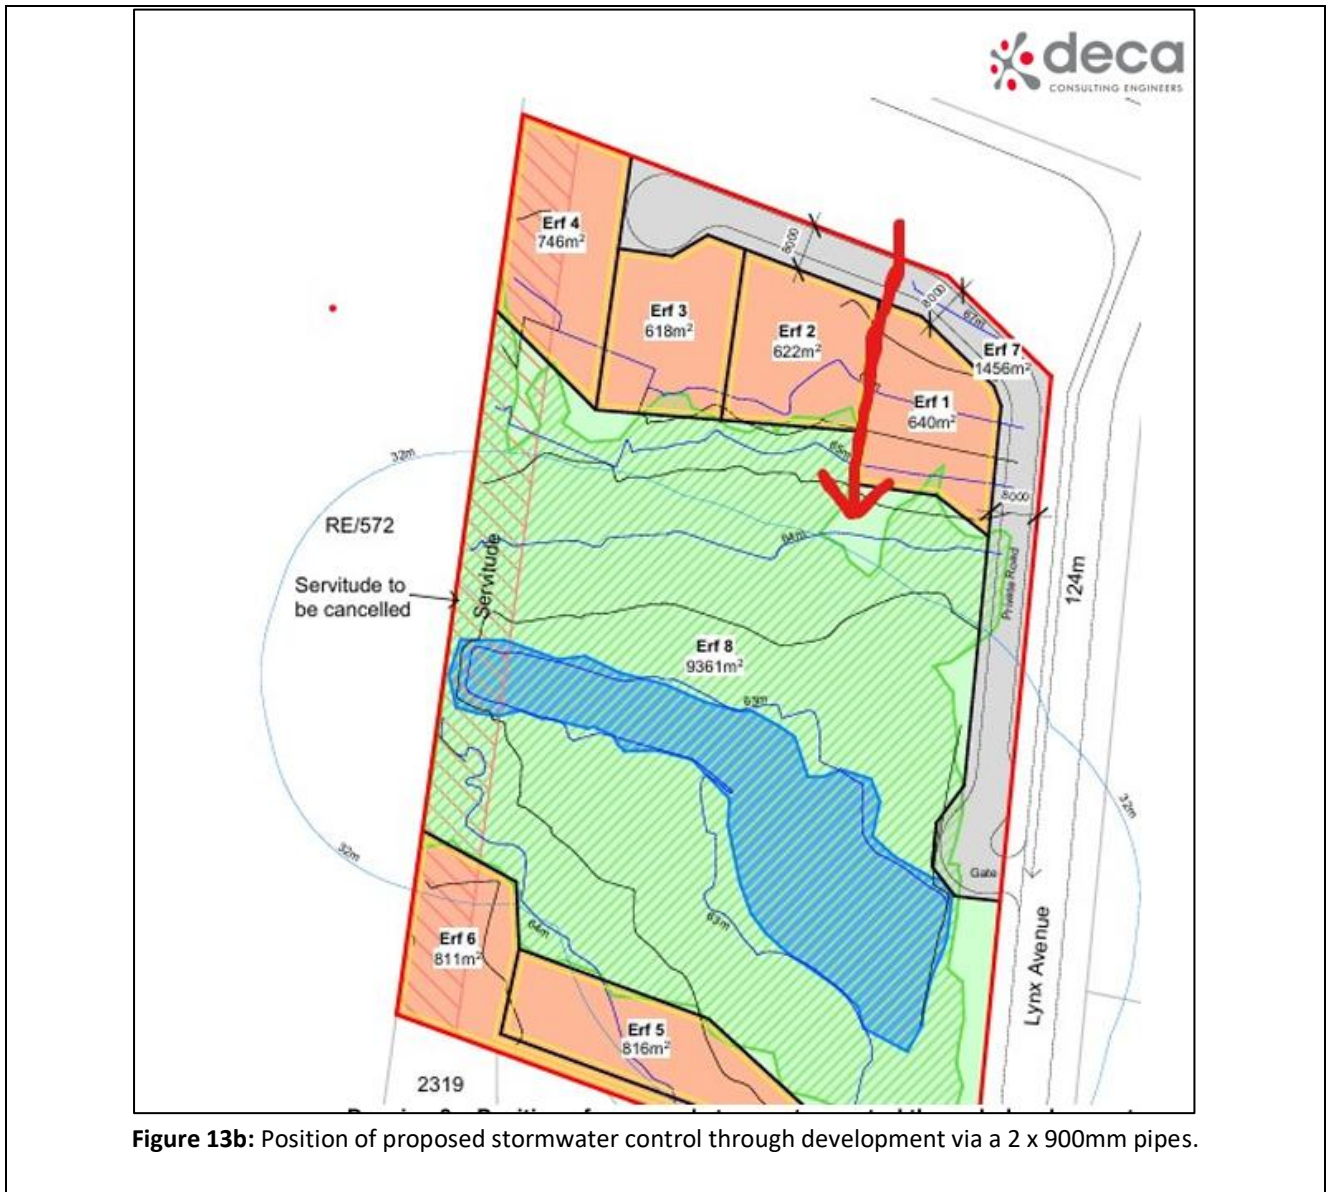 deca
CONSULTING ENGINEERS
Erf 4
746m²
8000
Erf 3
618m²
Erf 2
622m²
8000
67m
Erf 7
1456m²
Erf 1
640m²
65m
32m
8000
RE/572
64m
Servitude to
be cancelled
Servitude
Private Road
124m
Erf 8
9361m²
63m
32m
32m
Gate
63m
64m
Erf 6
811m²
Lynx Avenue
Erf 5
816m²
2319
Figure 13b: Position of proposed stormwater control through development via a 2 x 900mm pipes.